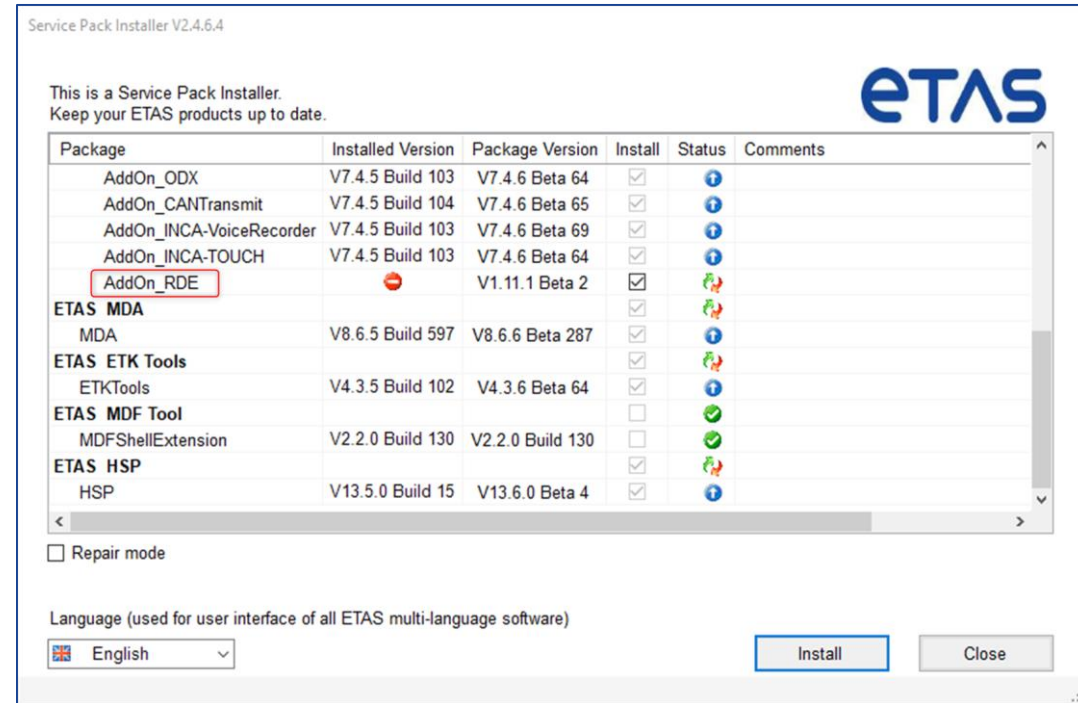 Service Pack Installer V2.4.6.4
This is a Service Pack Installer.
Keep your ETAS products up to date.
eTAS
Package Installed Version Package Version Install Status Comments
AddOn_ODX V7.4.5 Build 103 V7.4.6 Beta 64
AddOn_CANTransmit V7.4.5 Build 104 V7.4.6 Beta 65
AddOn_INCA-VoiceRecorder V7.4.5 Build 103 V7.4.6 Beta 69
AddOn_INCA-TOUCH V7.4.5 Build 103 V7.4.6 Beta 64
AddOn_RDE V1.11.1 Beta 2
ETAS MDA
MDA V8.6.5 Build 597 V8.6.6 Beta 287
ETAS ETK Tools
ETKTools V4.3.5 Build 102 V4.3.6 Beta 64
ETAS MDF Tool
MDFShellExtension V2.2.0 Build 130 V2.2.0 Build 130
ETAS HSP
HSP V13.5.0 Build 15 V13.6.0 Beta 4
Repair mode
Language (used for user interface of all ETAS multi-language software)
English
Install
Close